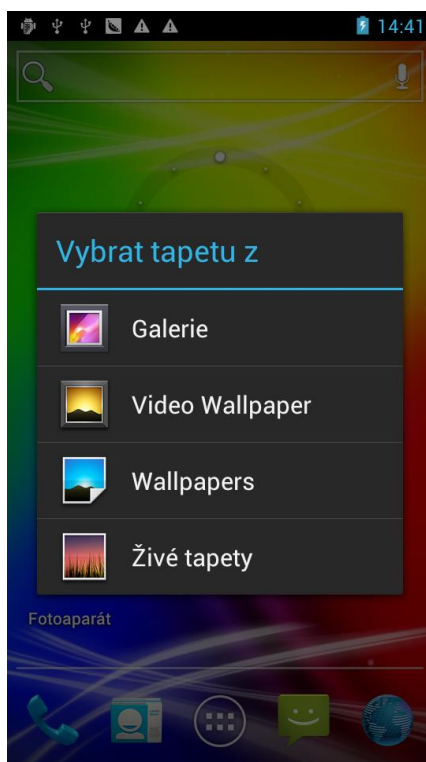 14:41
Vybrat tapetu z
Galerie
Video Wallpaper
Wallpapers
Živé tapety
Fotoaparát